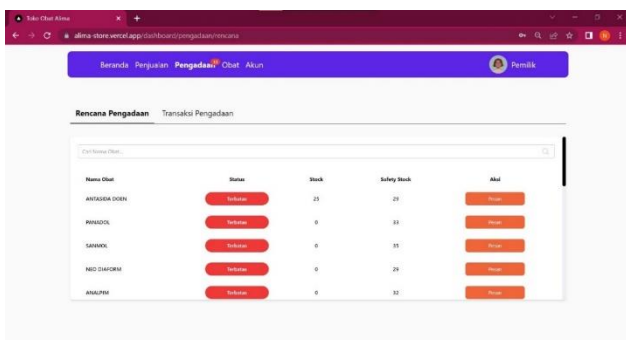 Toko Obat Alima
alima-store.vercel.app/dashboard/pengadaan/rencana
Beranda Penjualan Pengadaan Obat Akun
Pemilik
Rencana Pengadaan Transaksi Pengadaan
Cari Nama Obat..
Nama Obat Status Stock Safety Stock Aksi
ANTASIDA DOEN Terbatas 25 29 Pesan
PANADOL Terbatas 0 33 Pesan
SANMOL Terbatas 0 35 Pesan
NEO DIAFORM Terbatas 0 29 Pesan
ANALPIM Terbatas 0 32 Pesan